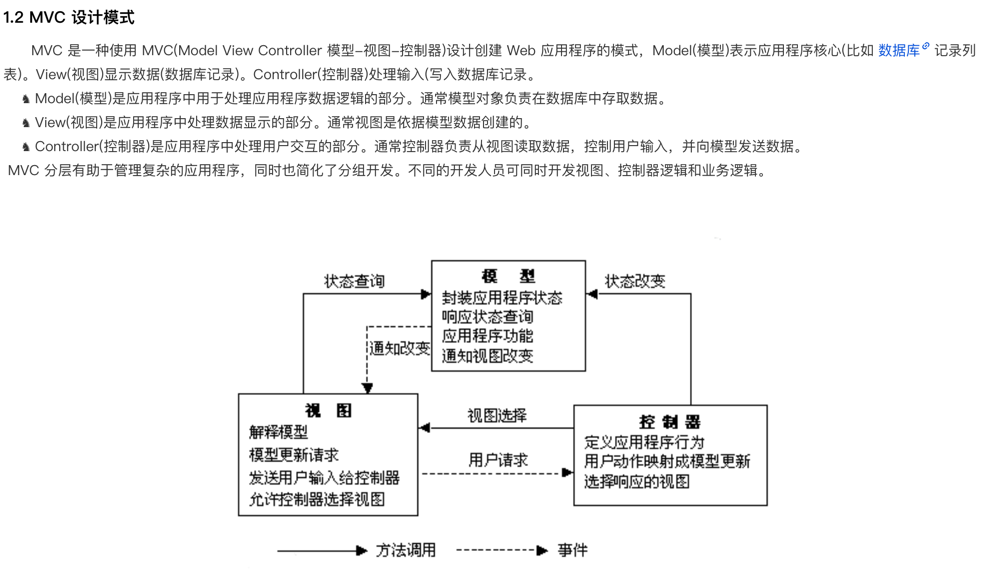 1.2 MVC 设计模式
MVC 是一种使用 MVC(Model View Controller 模型-视图-控制器)设计创建 Web 应用程序的模式，Model(模型)表示应用程序核心(比如 数据库 记录列
表)。View(视图)显示数据(数据库记录)。Controller(控制器)处理输入(写入数据库记录。
♞ Model(模型)是应用程序中用于处理应用程序数据逻辑的部分。通常模型对象负责在数据库中存取数据。
♞ View(视图)是应用程序中处理数据显示的部分。通常视图是依据模型数据创建的。
♞ Controller(控制器)是应用程序中处理用户交互的部分。通常控制器负责从视图读取数据，控制用户输入，并向模型发送数据。
MVC 分层有助于管理复杂的应用程序，同时也简化了分组开发。不同的开发人员可同时开发视图、控制器逻辑和业务逻辑。
状态查询
模 型
封装应用程序状态
响应状态查询
应用程序功能
通知视图改变
状态改变
通知改变
视 图
解释模型
模型更新请求
发送用户输入给控制器
允许控制器选择视图
视图选择
用户请求
控 制 器
定义应用程序行为
用户动作映射成模型更新
选择响应的视图
方法调用
事件